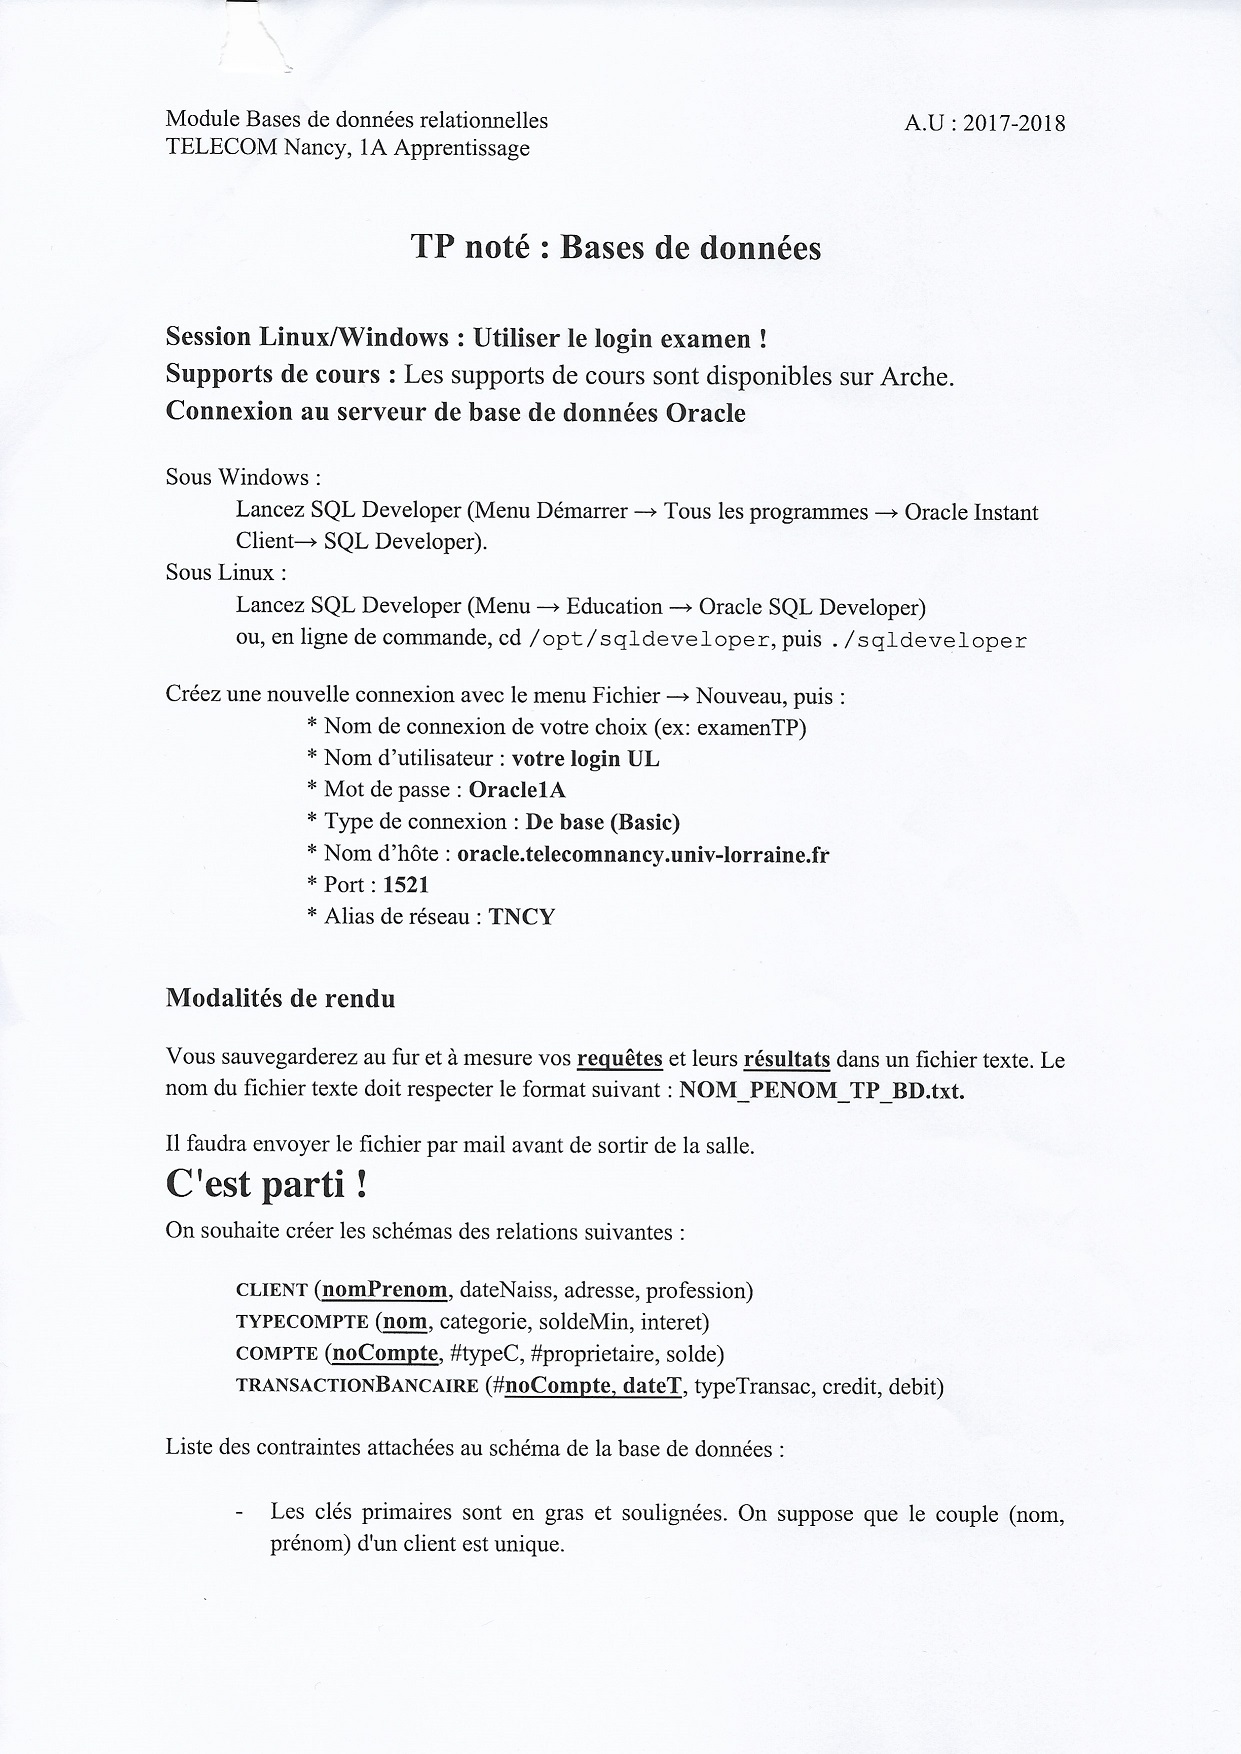 Module Bases de données relationnelles
A.U : 2017-2018
TELECOM Nancy, 1A Apprentissage
TP noté : Bases de données
Session Linux/Windows : Utiliser le login examen !
Supports de cours : Les supports de cours sont disponibles sur Arche.
Connexion au serveur de base de données Oracle
Sous Windows :
Lancez SQL Developer (Menu Démarrer → Tous les programmes → Oracle Instant
Client→ SQL Developer).
Sous Linux :
Lancez SQL Developer (Menu → Education → Oracle SQL Developer)
ou, en ligne de commande, cd /opt/sqldeveloper, puis ./sqldeveloper
Créez une nouvelle connexion avec le menu Fichier → Nouveau, puis :
* Nom de connexion de votre choix (ex: examenTP)
* Nom d'utilisateur : votre login UL
* Mot de passe : Oracle1A
* Type de connexion : De base (Basic)
* Nom d'hôte : oracle.telecomnancy.univ-lorraine.fr
* Port : 1521
* Alias de réseau : TNCY
Modalités de rendu
Vous sauvegarderez au fur et à mesure vos requêtes et leurs résultats dans un fichier texte. Le
nom du fichier texte doit respecter le format suivant : NOM_PENOM_TP_BD.txt.
Il faudra envoyer le fichier par mail avant de sortir de la salle.
C'est parti !
On souhaite créer les schémas des relations suivantes :
CLIENT (nomPrenom, dateNaiss, adresse, profession)
TYPECOMPTE (nom, categorie, soldeMin, interet)
COMPTE (noCompte, #typeC, #proprietaire, solde)
TRANSACTIONBANCAIRE (#noCompte, dateT, typeTransac, credit, debit)
Liste des contraintes attachées au schéma de la base de données :
- Les clés primaires sont en gras et soulignées. On suppose que le couple (nom,
prénom) d'un client est unique.